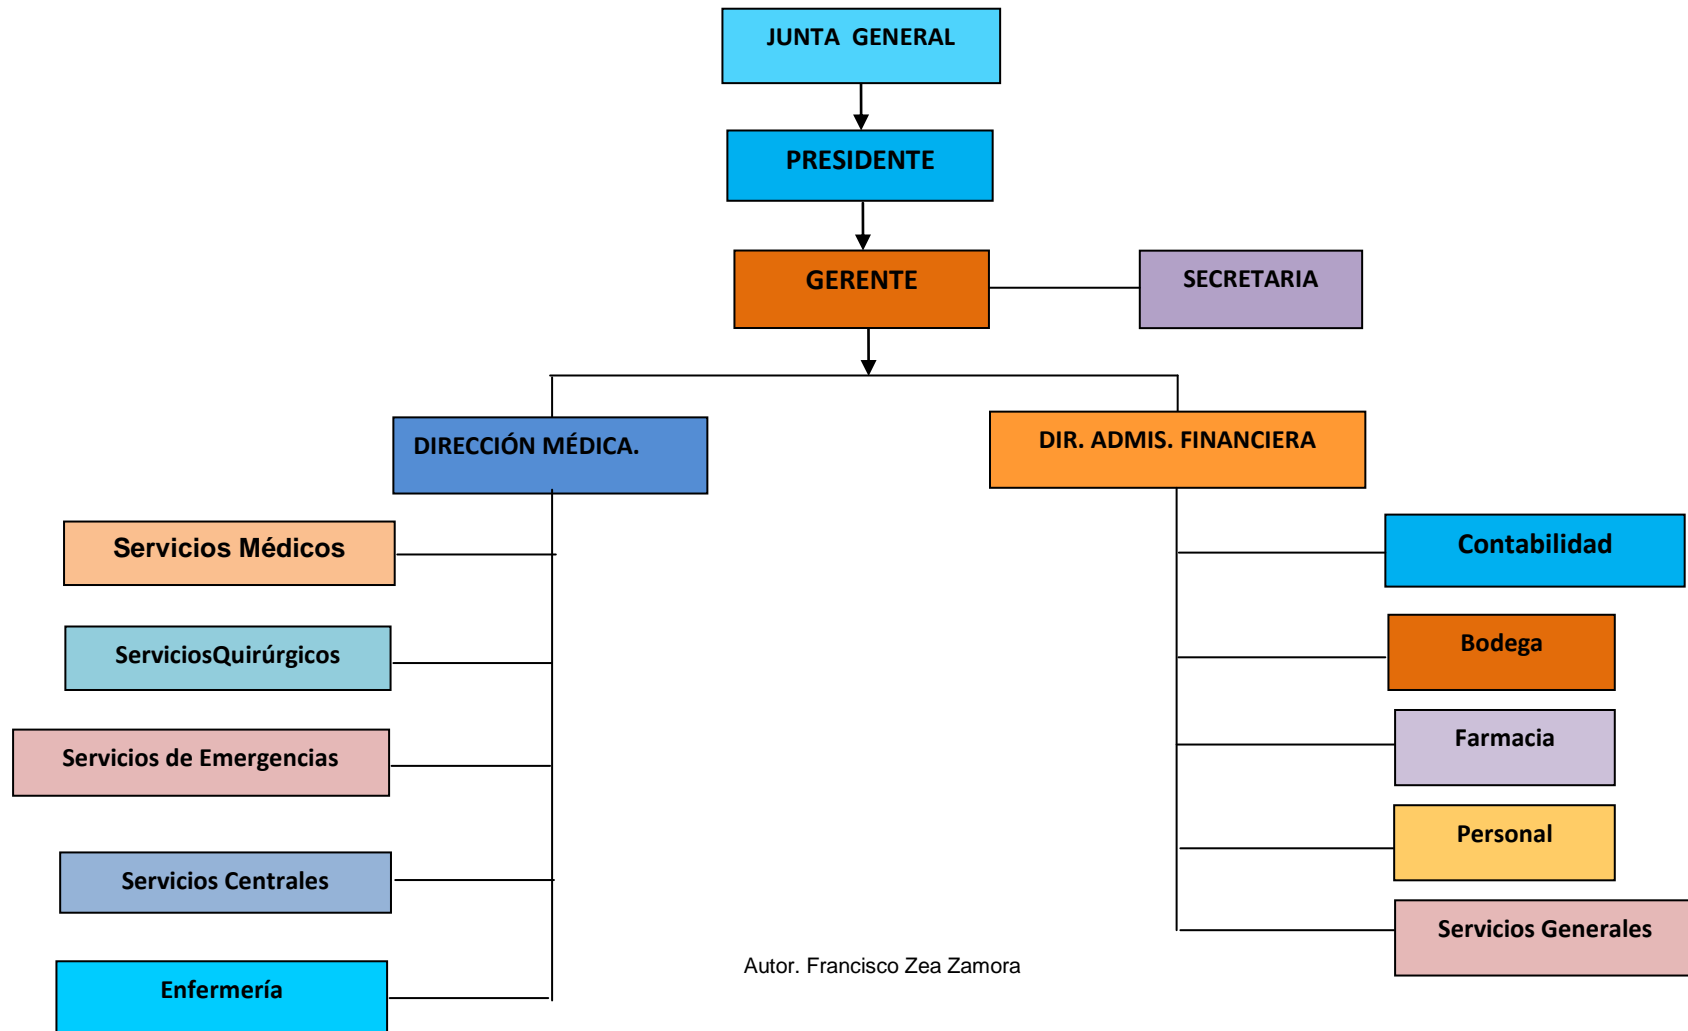 JUNTA GENERAL
PRESIDENTE
GERENTE
SECRETARIA
DIRECCIÓN MÉDICA.
DIR. ADMIS. FINANCIERA
Servicios Médicos
Contabilidad
ServiciosQuirúrgicos
Bodega
Servicios de Emergencias
Farmacia
Servicios Centrales
Personal
Enfermería
Servicios Generales
Autor. Francisco Zea Zamora